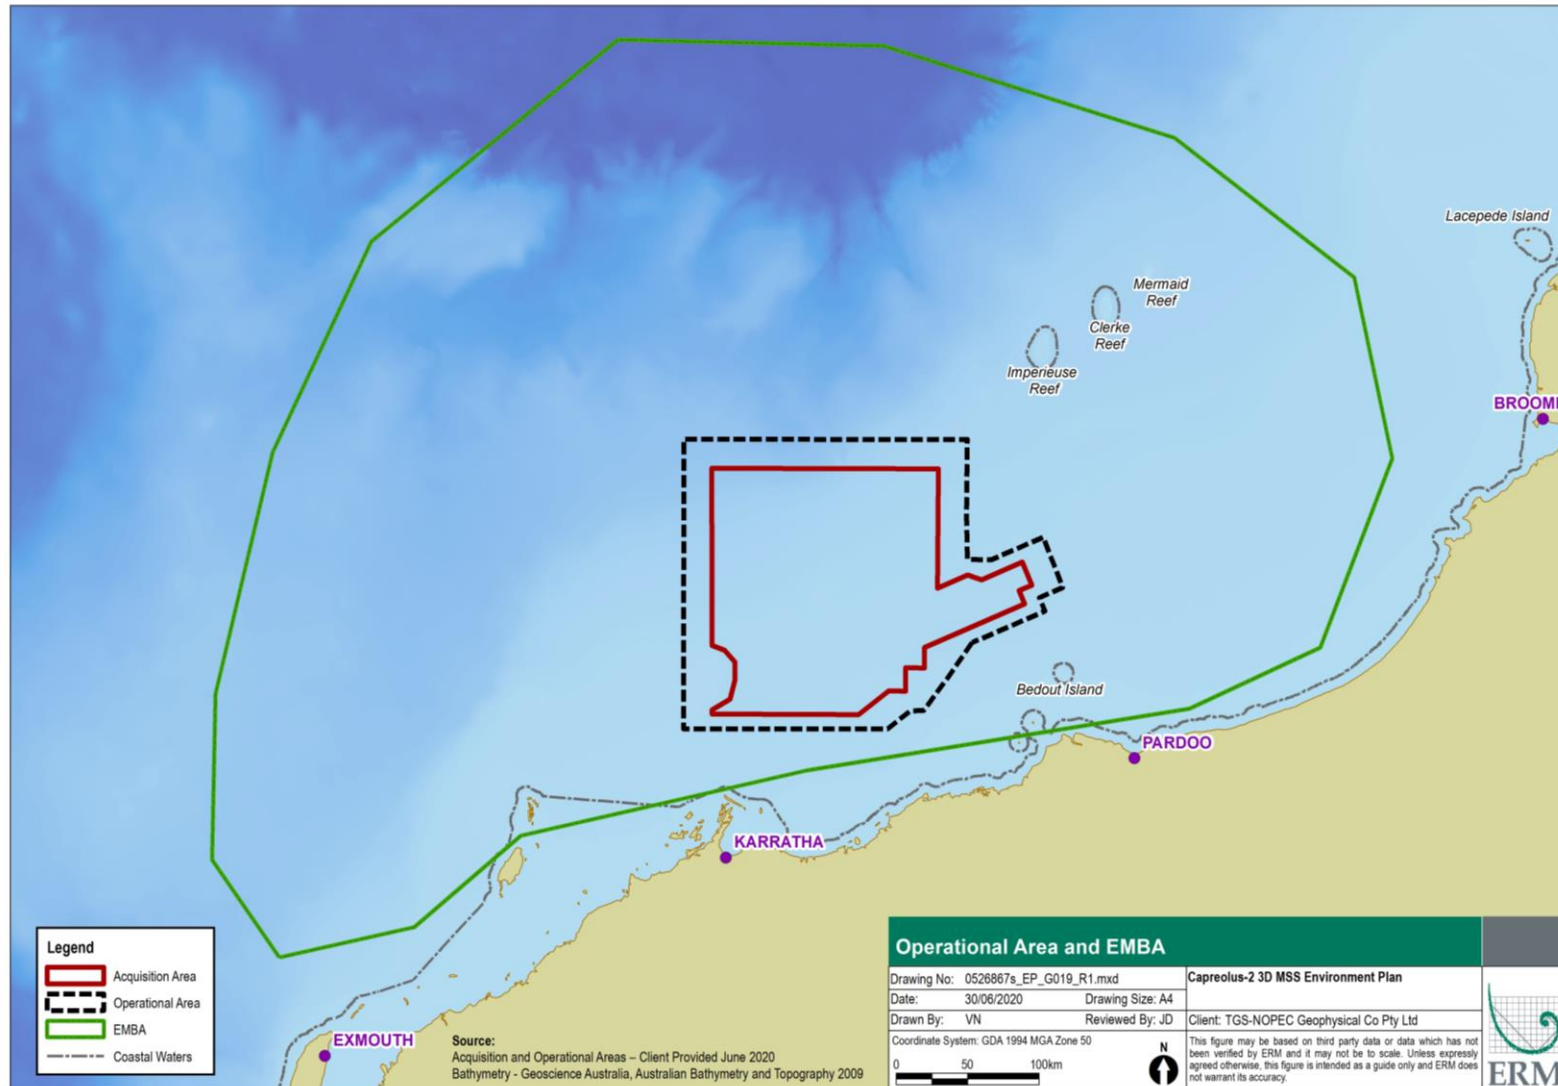 Lacepede Island
Mermaid
Reef
Clerke
Reef
Imperieuse
Reef
BROOM
Bedout Island
PARDOO
KARRATHA
EXMOUTH
Legend
Acquisition Area
Operational Area
EMBA
Coastal Waters
Source:
Acquisition and Operational Areas – Client Provided June 2020
Bathymetry - Geoscience Australia, Australian Bathymetry and Topography 2009
Operational Area and EMBA
Drawing No: 0526867s_EP_G019_R1.mxd
Capreolus-2 3D MSS Environment Plan
Date: 30/06/2020 Drawing Size: A4
Drawn By: VN Reviewed By: JD
Client: TGS-NOPEC Geophysical Co Pty Ltd
Coordinate System: GDA 1994 MGA Zone 50
0 50 100km
N
This figure may be based on third party data or data which has not
been verified by ERM and it may not be to scale. Unless expressly
agreed otherwise, this figure is intended as a guide only and ERM does
not warrant its accuracy.
ERM